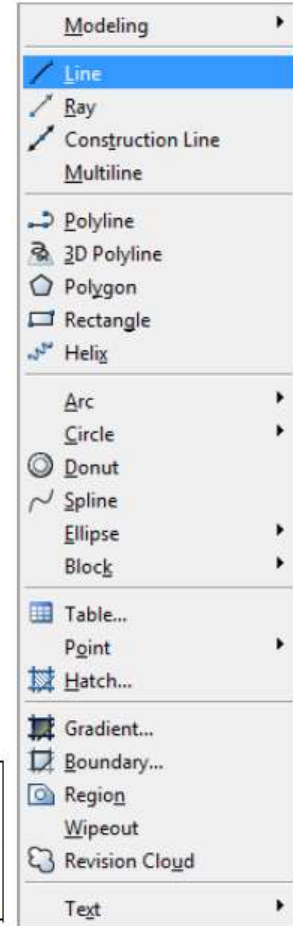 Modeling
Line
Ray
Construction Line
Multiline
Polyline
3D Polyline
Polygon
Rectangle
Helix
Arc
Circle
Donut
Spline
Ellipse
Block
Table...
Point
Hatch...
Gradient...
Boundary...
Region
Wipeout
Revision Cloud
Text